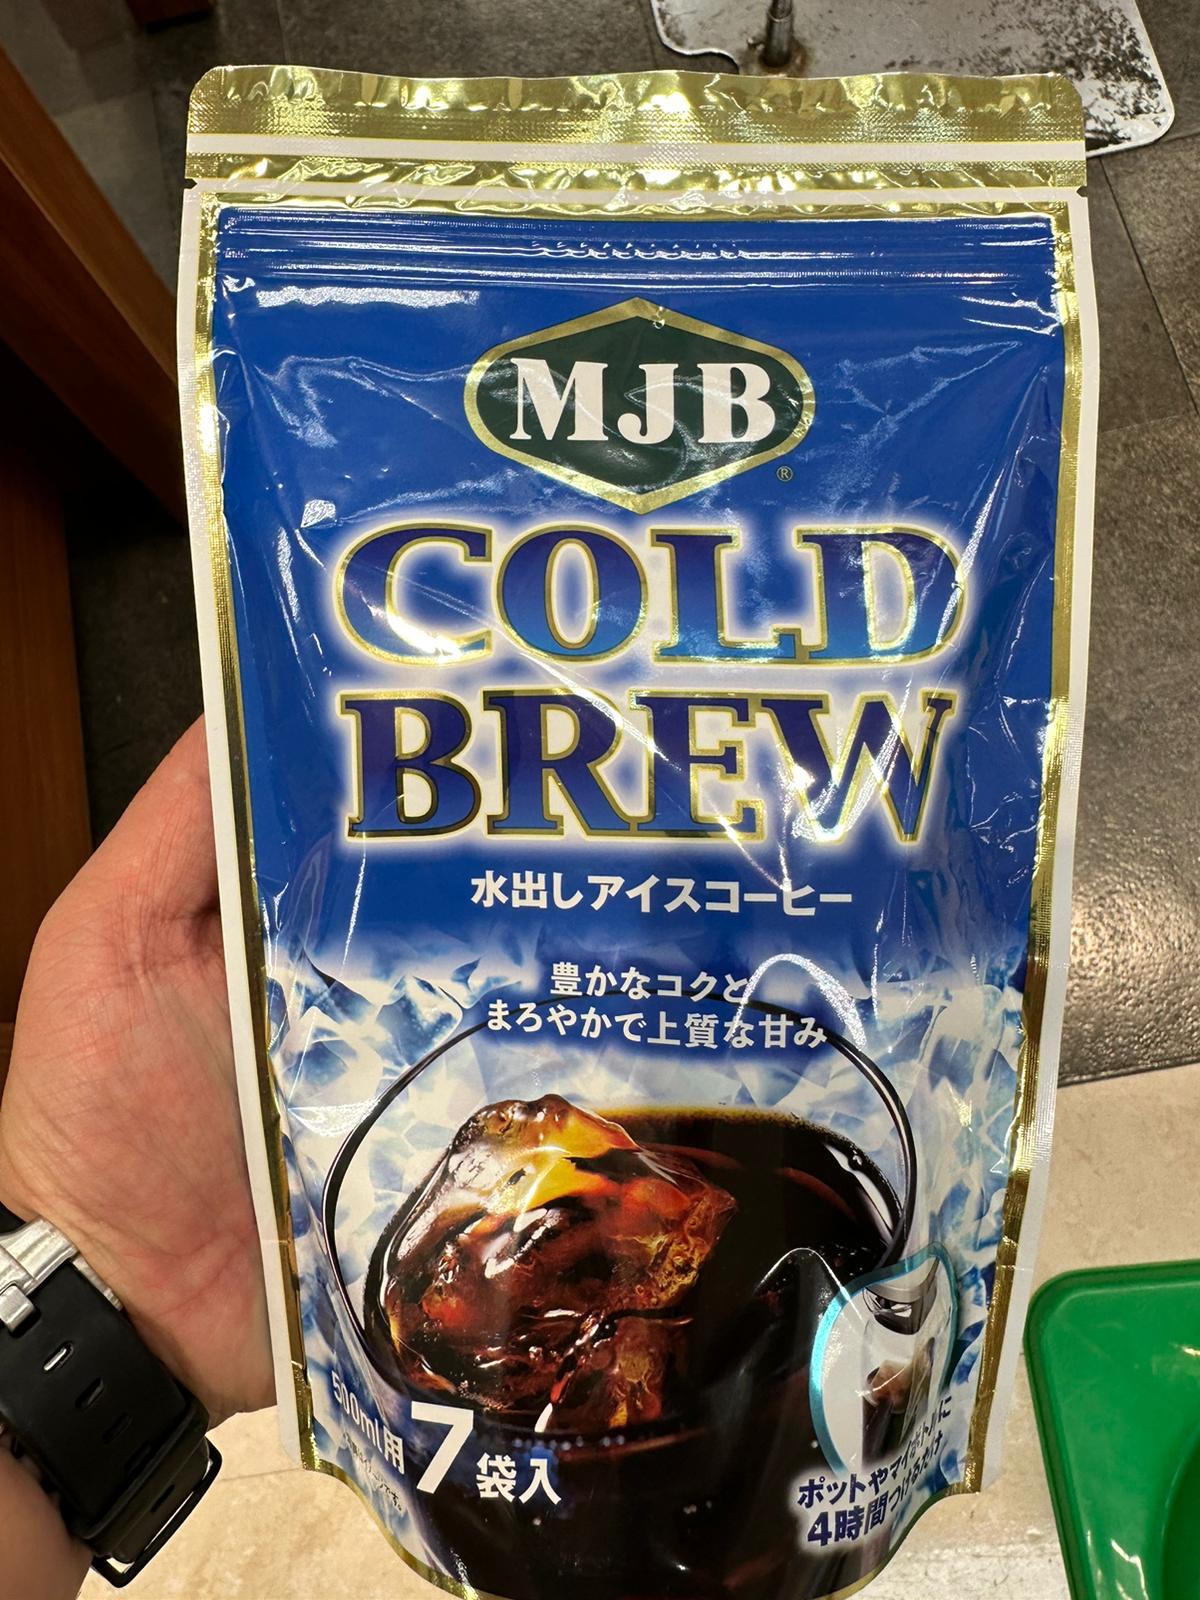 MJB
®
COLD
BREW
水出しアイスコーヒー
豊かなコクと
まろやかで上質な甘み
500ml用
7袋入
ポットやマイボトルに
4時間つけるだけ